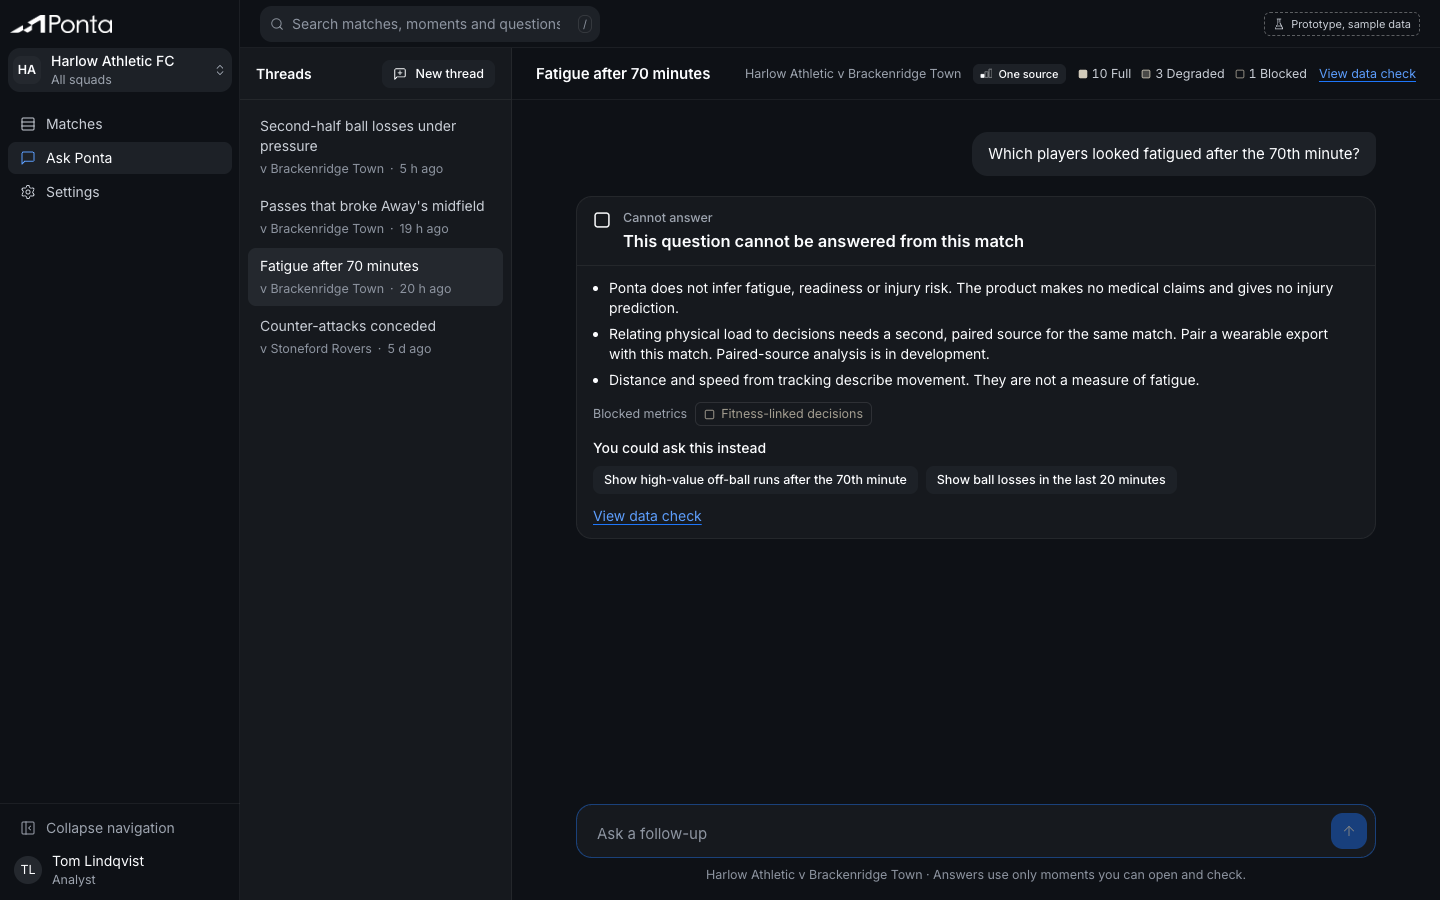 Ponta
Search matches, moments and questions
/
Prototype, sample data
HA
Harlow Athletic FC
All squads
Matches
Ask Ponta
Settings
Threads
New thread
Second-half ball losses under
pressure
v Brackenridge Town · 5 h ago
Passes that broke Away's midfield
v Brackenridge Town · 19 h ago
Fatigue after 70 minutes
v Brackenridge Town · 20 h ago
Counter-attacks conceded
v Stoneford Rovers · 5 d ago
Fatigue after 70 minutes
Harlow Athletic v Brackenridge Town
One source
10 Full
3 Degraded
1 Blocked
View data check
Which players looked fatigued after the 70th minute?
Cannot answer
This question cannot be answered from this match
Ponta does not infer fatigue, readiness or injury risk. The product makes no medical claims and gives no injury
prediction.
Relating physical load to decisions needs a second, paired source for the same match. Pair a wearable export
with this match. Paired-source analysis is in development.
Distance and speed from tracking describe movement. They are not a measure of fatigue.
Blocked metrics
Fitness-linked decisions
You could ask this instead
Show high-value off-ball runs after the 70th minute
Show ball losses in the last 20 minutes
View data check
Ask a follow-up
Harlow Athletic v Brackenridge Town · Answers use only moments you can open and check.
Collapse navigation
TL
Tom Lindqvist
Analyst